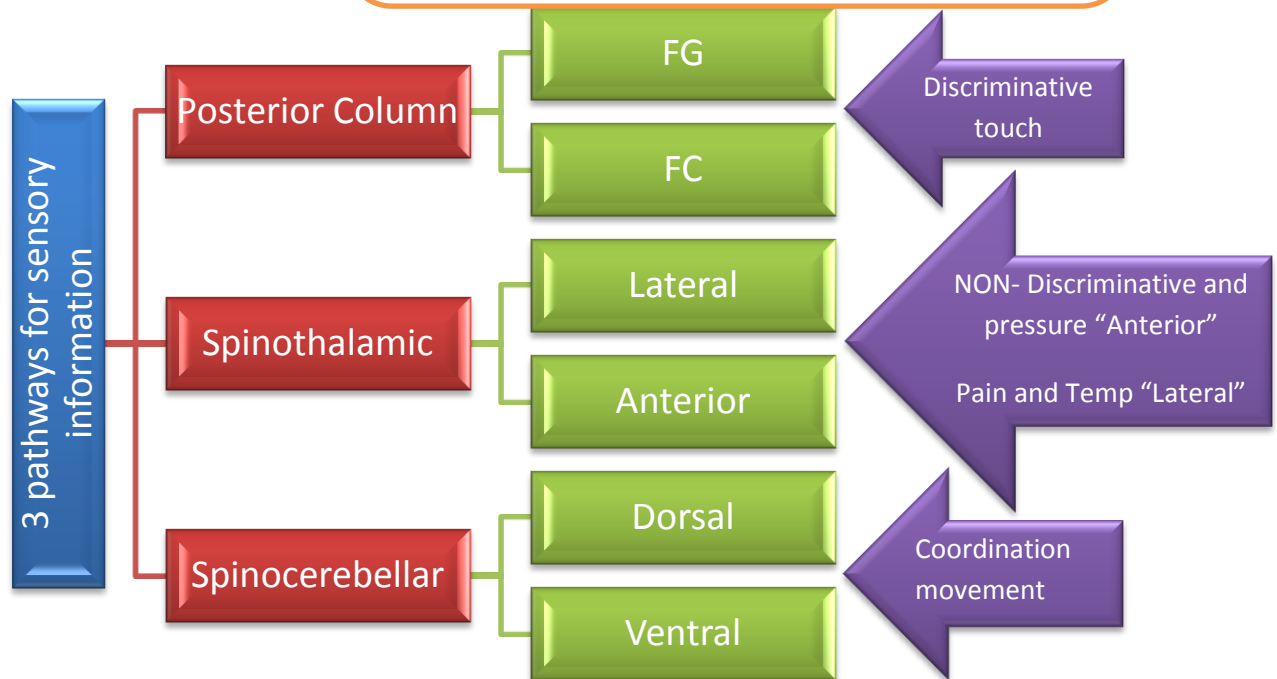 3 pathways for sensory
information
Posterior Column
FG
FC
Discriminative
touch
Spinothalamic
Lateral
Anterior
NON- Discriminative and
pressure “Anterior”
Pain and Temp “Lateral”
Spinocerebellar
Dorsal
Ventral
Coordination
movement